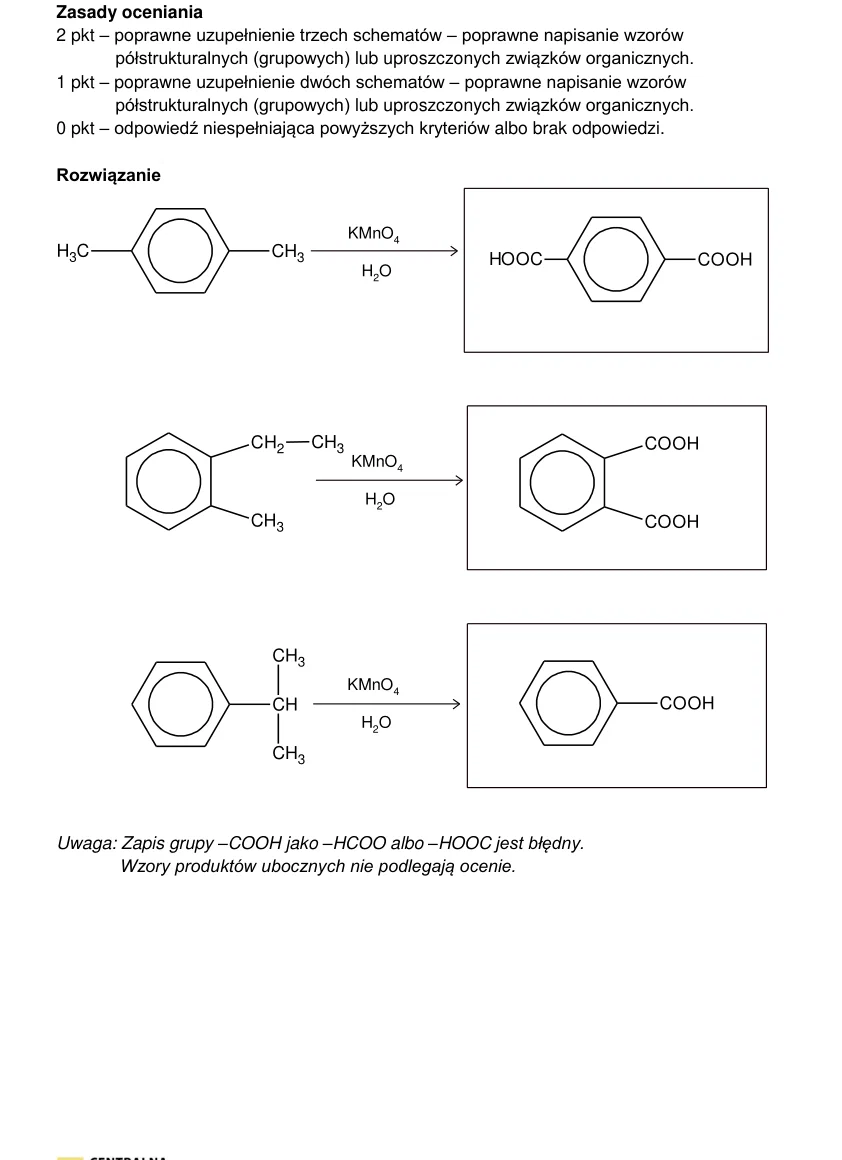 Zasady oceniania
2 pkt – poprawne uzupełnienie trzech schematów – poprawne napisanie wzorów
półstrukturalnych (grupowych) lub uproszczonych związków organicznych.
1 pkt – poprawne uzupełnienie dwóch schematów – poprawne napisanie wzorów
półstrukturalnych (grupowych) lub uproszczonych związków organicznych.
0 pkt – odpowiedź niespełniająca powyższych kryteriów albo brak odpowiedzi.
Rozwiązanie
H₃C CH₃ KMnO₄ H₂O HOOC COOH
CH₂ CH₃ KMnO₄ COOH
H₂O
CH₃ COOH
CH₃
KMnO₄
CH COOH
H₂O
CH₃
Uwaga: Zapis grupy –COOH jako –HCOO albo –HOOC jest błędny.
Wzory produktów ubocznych nie podlegają ocenie.